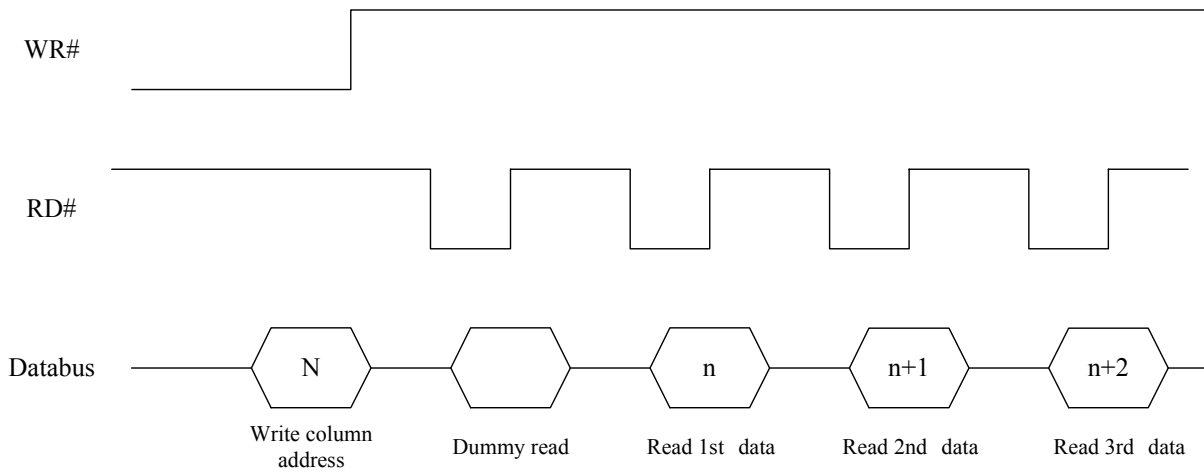 WR#
RD#
Databus
N
n
n+1
n+2
Write column
address
Dummy read
Read 1st data
Read 2nd data
Read 3rd data